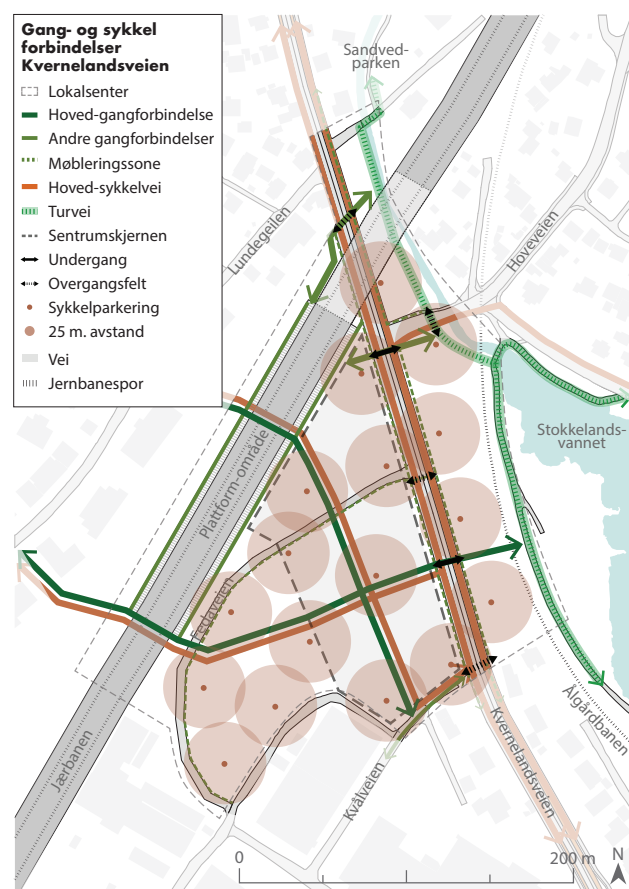 Gang- og sykkel
forbindelser
Kvernelandsveien
Lokalsenter
Hoved-gangforbindelse
Andre gangforbindelser
Møbleringssone
Hoved-sykkelvei
Turvei
Sentrumskjernen
Undergang
Overgangsfelt
Sykkelparkering
25 m. avstand
Vei
Jernbanespor
Sandved-
parken
Lundegeilen
Hoveveien
Stokkelands-
vannet
Plattform-område
Fedaveien
Jærbanen
Kvålveien
Kvernelandsveien
Ålgårdbanen
0
200 m
N